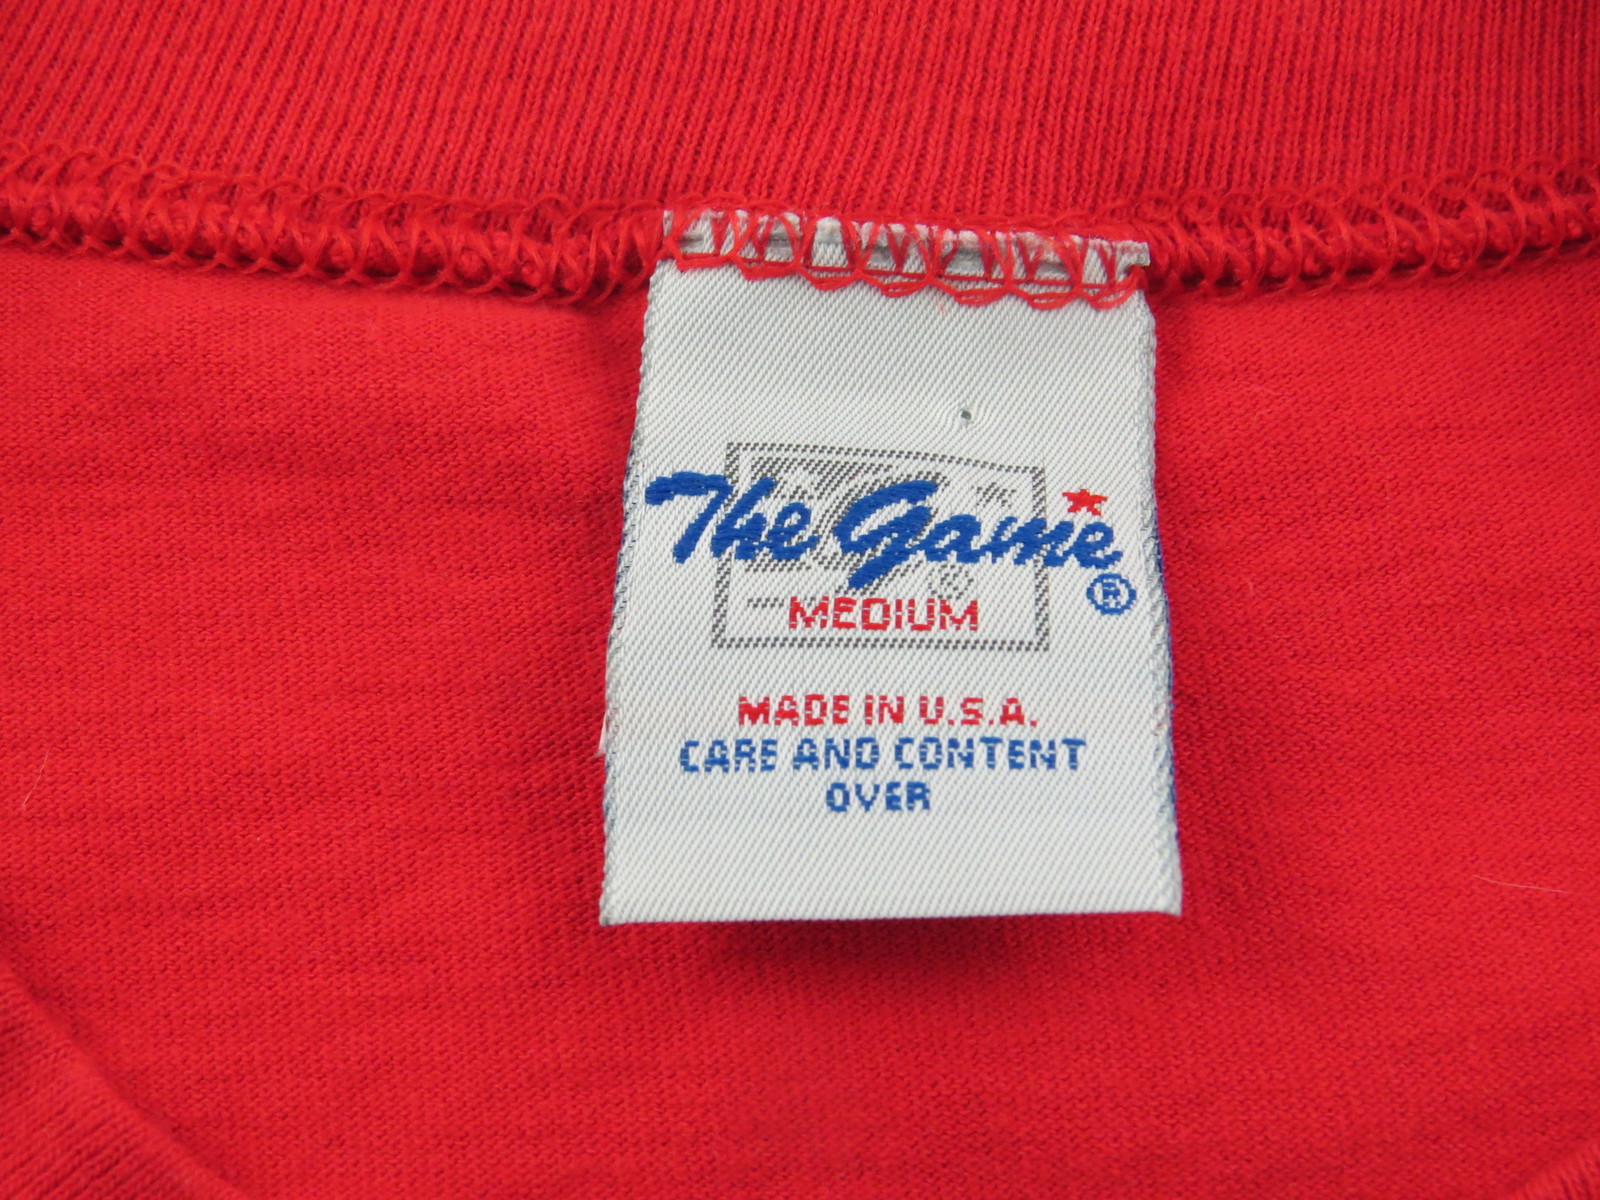 The Game®
MEDIUM
MADE IN U.S.A.
CARE AND CONTENT
OVER